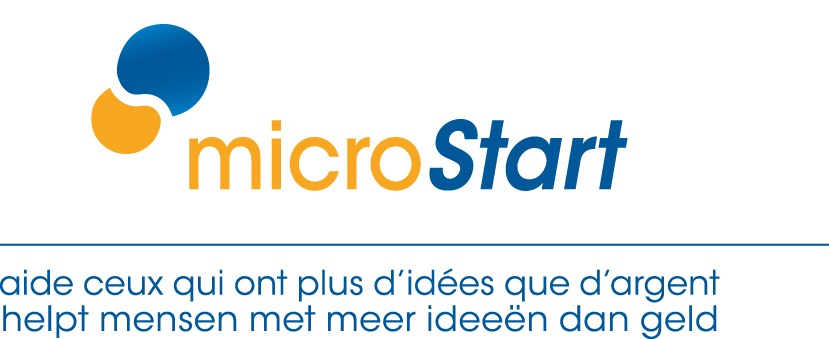 microStart
aide ceux qui ont plus d'idées que d'argent
helpt mensen met meer ideeën dan geld